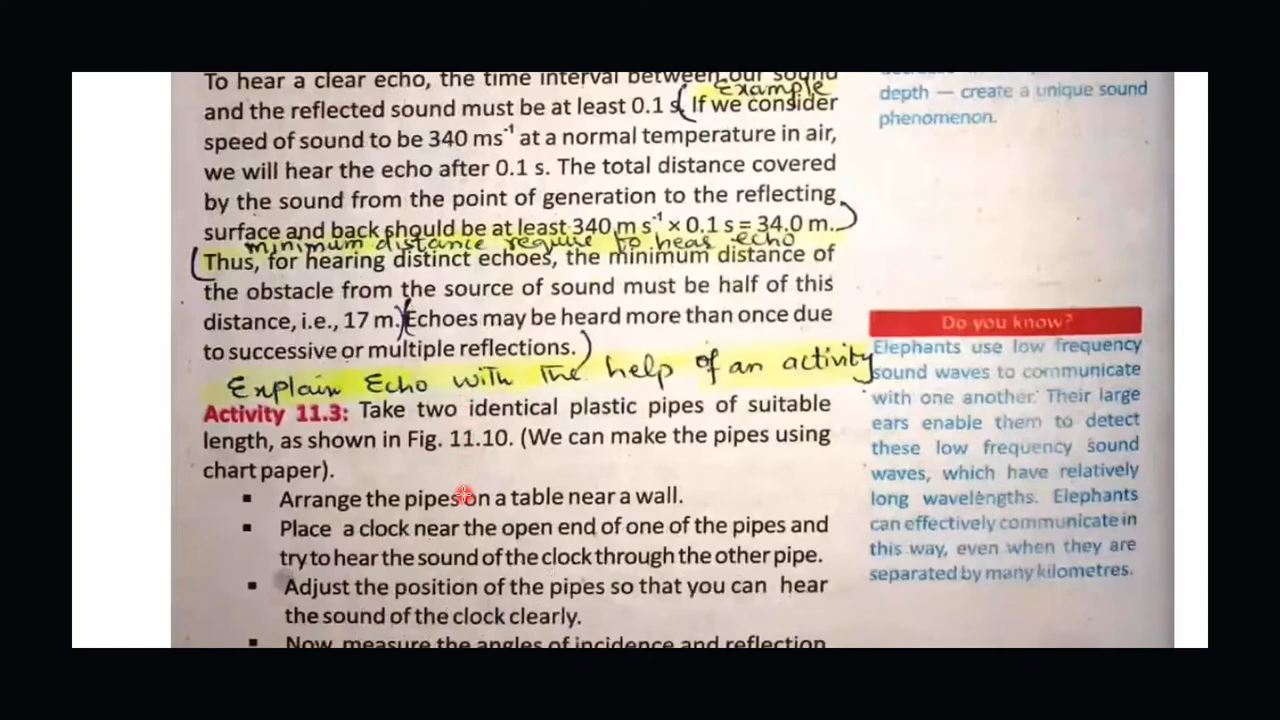 To hear a clear echo, the time interval between our sound
Example
and the reflected sound must be at least 0.1 s. (If we consider
speed of sound to be 340 ms⁻¹ at a normal temperature in air,
we will hear the echo after 0.1 s. The total distance covered
by the sound from the point of generation to the reflecting
surface and back should be at least 340 m s⁻¹ x 0.1 s = 34.0 m.)
minimum distance require to hear echo
(Thus, for hearing distinct echoes, the minimum distance of
the obstacle from the source of sound must be half of this
distance, i.e., 17 m.)(Echoes may be heard more than once due
to successive or multiple reflections.)
Explain Echo with the help of an activity
Activity 11.3: Take two identical plastic pipes of suitable
length, as shown in Fig. 11.10. (We can make the pipes using
chart paper).
▪ Arrange the pipes on a table near a wall.
▪ Place a clock near the open end of one of the pipes and
try to hear the sound of the clock through the other pipe.
▪ Adjust the position of the pipes so that you can hear
the sound of the clock clearly.
▪ Now measure the angles of incidence and reflection
depth — create a unique sound
phenomenon.
Do you know?
Elephants use low frequency
sound waves to communicate
with one another. Their large
ears enable them to detect
these low frequency sound
waves, which have relatively
long wavelengths. Elephants
can effectively communicate in
this way, even when they are
separated by many kilometres.